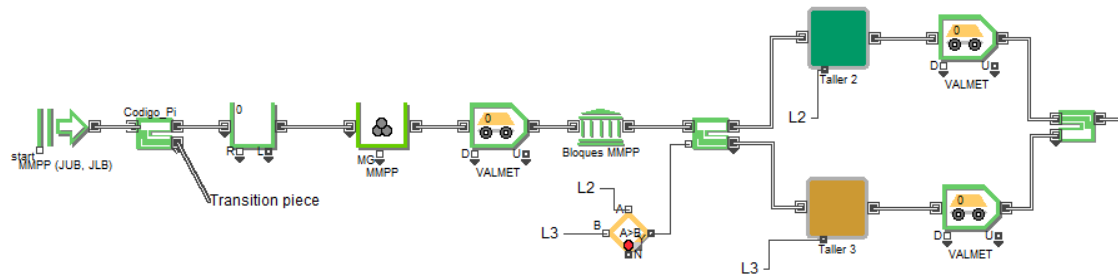 start
MMPP (JUB, JLB)
Codigo_Pi
Transition piece
0
R
L
MG
MMPP
0
D
U
VALMET
Bloques MMPP
L2
A
B
A>B
N
L3
Taller 2
L2
0
D
U
VALMET
Taller 3
L3
0
D
U
VALMET